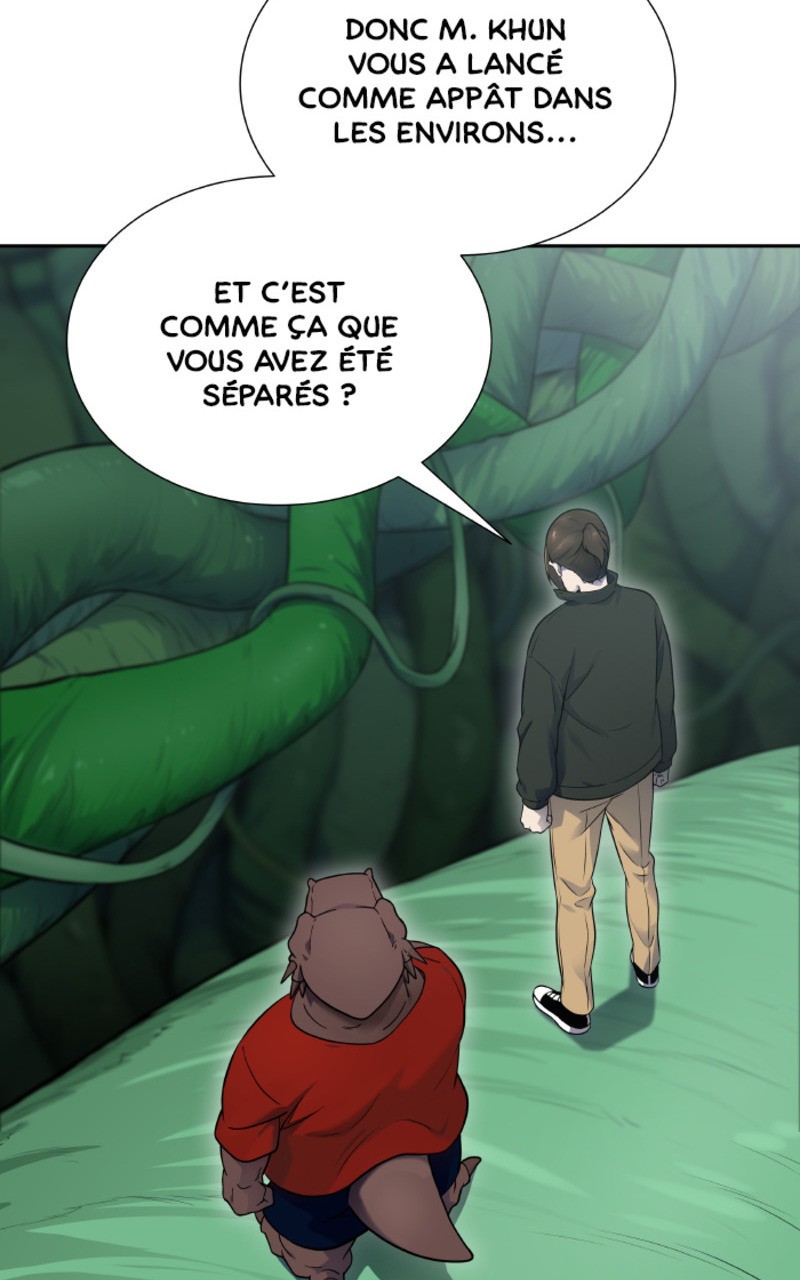 DONC M. KHUN
VOUS A LANCÉ
COMME APPÂT DANS
LES ENVIRONS...
ET C'EST
COMME ÇA QUE
VOUS AVEZ ÉTÉ
SÉPARÉS ?